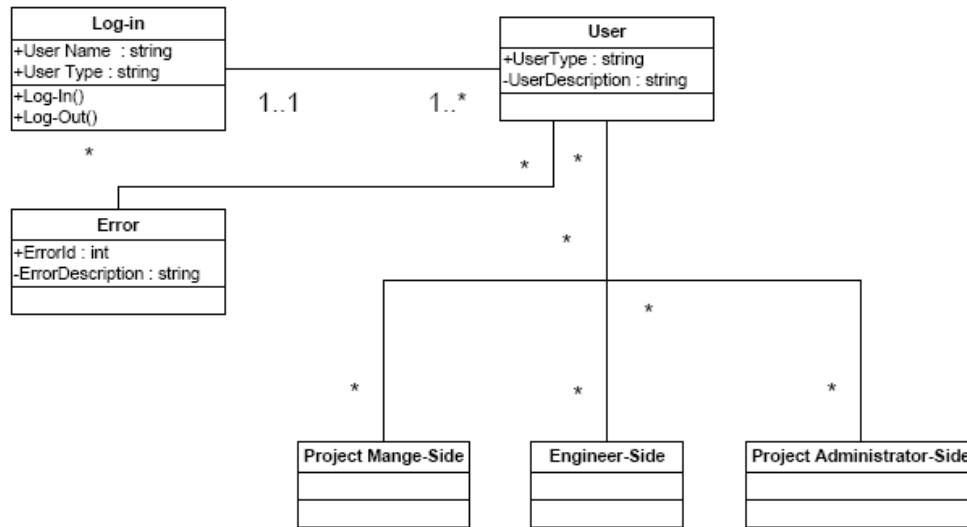 Log-in
+User Name : string
+User Type : string
+Log-In()
+Log-Out()
User
+UserType : string
-UserDescription : string
1..1
1..*
*
*
*
Error
+ErrorId : int
-ErrorDescription : string
*
*
*
*
*
Project Mange-Side
Engineer-Side
Project Administrator-Side